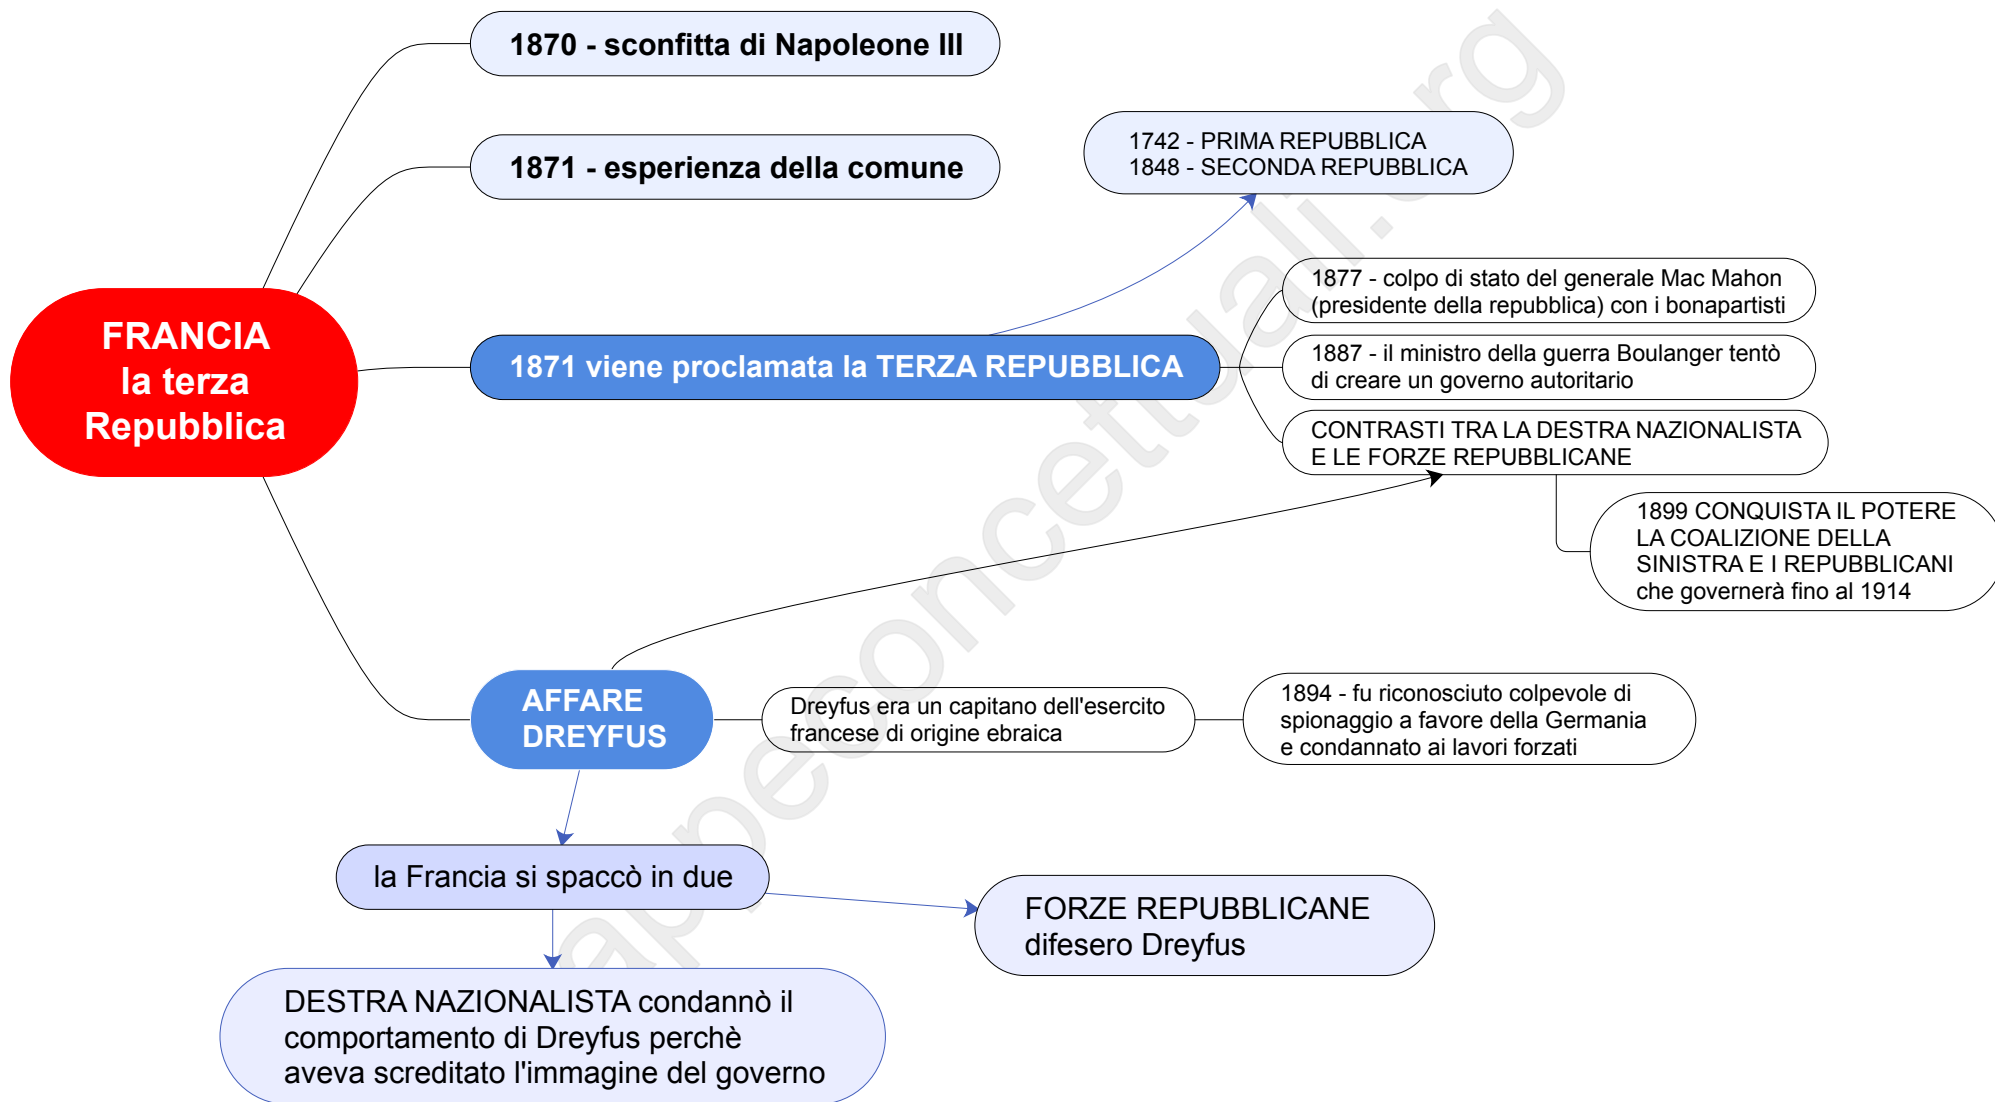 1870 - sconfitta di Napoleone III
1871 - esperienza della comune
1742 - PRIMA REPUBBLICA
1848 - SECONDA REPUBBLICA
FRANCIA
la terza
Repubblica
1871 viene proclamata la TERZA REPUBBLICA
1877 - colpo di stato del generale Mac Mahon
(presidente della repubblica) con i bonapartisti
1887 - il ministro della guerra Boulanger tentò
di creare un governo autoritario
CONTRASTI TRA LA DESTRA NAZIONALISTA
E LE FORZE REPUBBLICANE
1899 CONQUISTA IL POTERE
LA COALIZIONE DELLA
SINISTRA E I REPUBBLICANI
che governerà fino al 1914
AFFARE
DREYFUS
Dreyfus era un capitano dell'esercito
francese di origine ebraica
1894 - fu riconosciuto colpevole di
spionaggio a favore della Germania
e condannato ai lavori forzati
la Francia si spaccò in due
FORZE REPUBBLICANE
difesero Dreyfus
DESTRA NAZIONALISTA condannò il
comportamento di Dreyfus perchè
aveva screditato l'immagine del governo